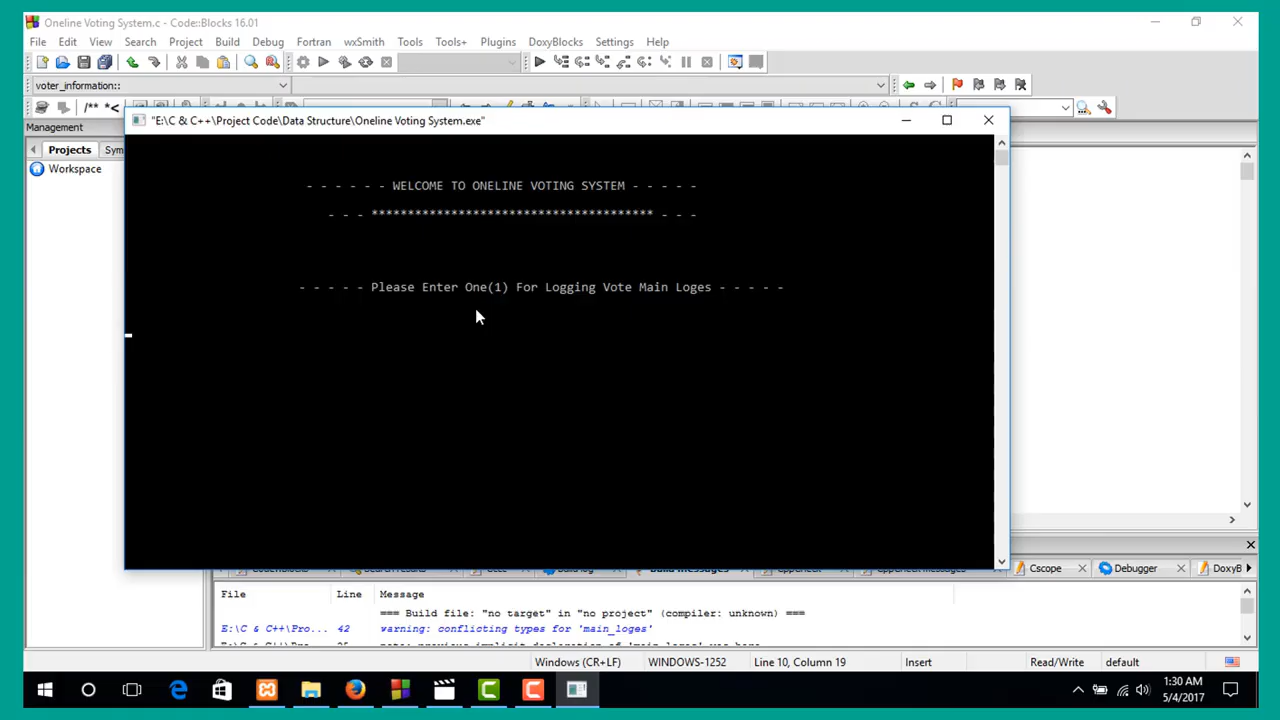 Oneline Voting System.c - Code::Blocks 16.01
File Edit View Search Project Build Debug Fortran wxSmith Tools Tools+ Plugins DoxyBlocks Settings Help
voter_information::
/** *<
Management
"E:\C & C++\Project Code\Data Structure\Oneline Voting System.exe"
Projects Sym
Workspace
- - - - - - WELCOME TO ONELINE VOTING SYSTEM - - - - -
- - - *************************************** - - -
- - - - - Please Enter One(1) For Logging Vote Main Loges - - - - -
Cscope Debugger DoxyB
File Line Message
=== Build file: "no target" in "no project" (compiler: unknown) ===
E:\C & C++\Pro... 42 warning: conflicting types for 'main_loges'
Windows (CR+LF) WINDOWS-1252 Line 10, Column 19 Insert Read/Write default
1:30 AM
5/4/2017